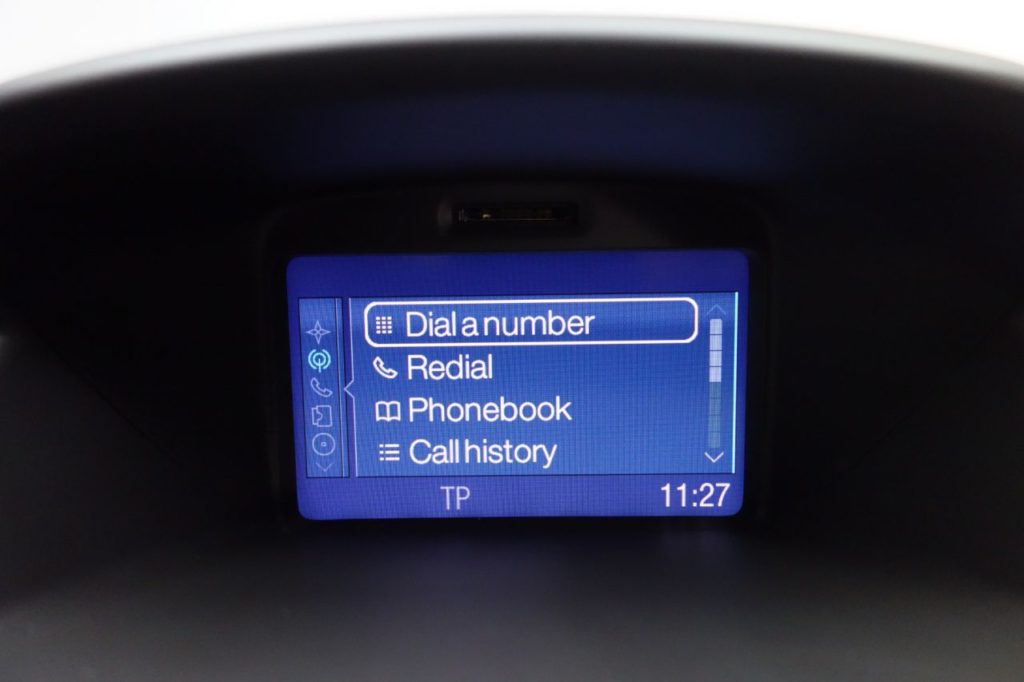 Dial a number
Redial
Phonebook
Call history
TP 11:27